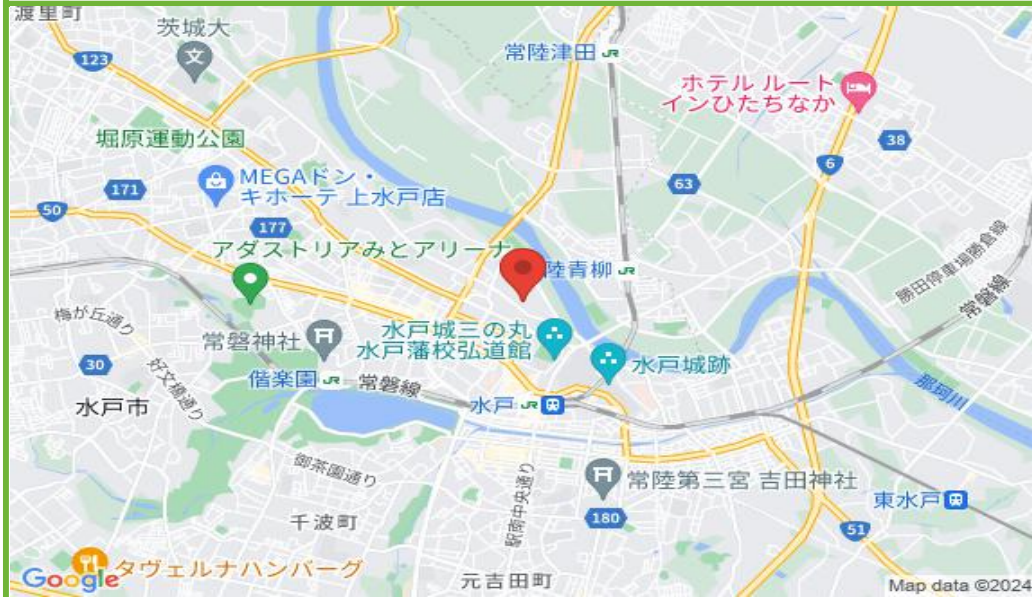 渡里町
茨城大
123
常陸津田 JR
ホテル ルート
インひたちなか
堀原運動公園
38
6
171
MEGAドン・
キホーテ 上水戸店
63
50
177
アダストリアみとアリーナ
陸青柳 JR
勝田停車場勝倉線
常磐線
梅が丘通り
常磐神社
水戸城三の丸
水戸藩校弘道館
水戸城跡
30
偕楽園 JR
常磐線
好文橋通り
水戸市
水戸 JR
那珂川
御茶園通り
駅南中央通り
常陸第三宮 吉田神社
180
東水戸
千波町
51
タヴェルナハンバーグ
元吉田町
Google
Map data ©2024